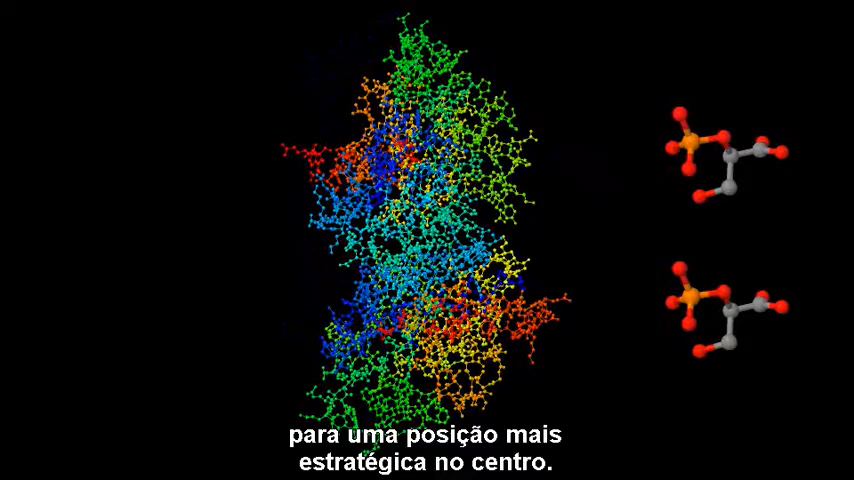 para uma posição mais
estratégica no centro.